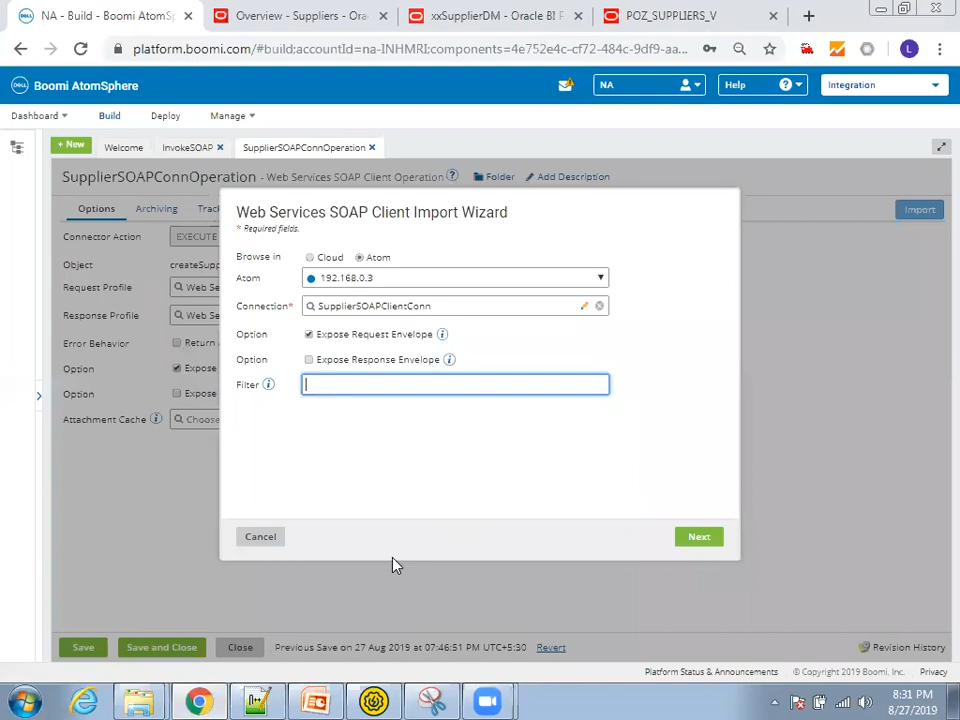 NA - Build - Boomi AtomSp
Overview - Suppliers - Ora
xxSupplierDM - Oracle BI P
POZ_SUPPLIERS_V
platform.boomi.com/#build:accountId=na-INHMRI;components=4e752e4c-cf72-484c-9df9-aa...
L
DELL Boomi AtomSphere
NA
Help
Integration
Dashboard
Build
Deploy
Manage
+ New
Welcome
InvokeSOAP
SupplierSOAPConnOperation
SupplierSOAPConnOperation - Web Services SOAP Client Operation
Folder
Add Description
Options
Archiving
Track
Import
Connector Action
EXECUTE
Object
createSupp
Request Profile
Web Se
Response Profile
Web Se
Error Behavior
Return
Option
Expose
Option
Expose
Attachment Cache
Choose
Web Services SOAP Client Import Wizard
* Required fields.
Browse in
Cloud
Atom
Atom
192.168.0.3
Connection*
SupplierSOAPClientConn
Option
Expose Request Envelope
Option
Expose Response Envelope
Filter
Cancel
Next
Save
Save and Close
Close
Previous Save on 27 Aug 2019 at 07:46:51 PM UTC+5:30
Revert
Revision History
Platform Status & Announcements
© Copyright 2019 Boomi, Inc.
Privacy
8:31 PM
8/27/2019